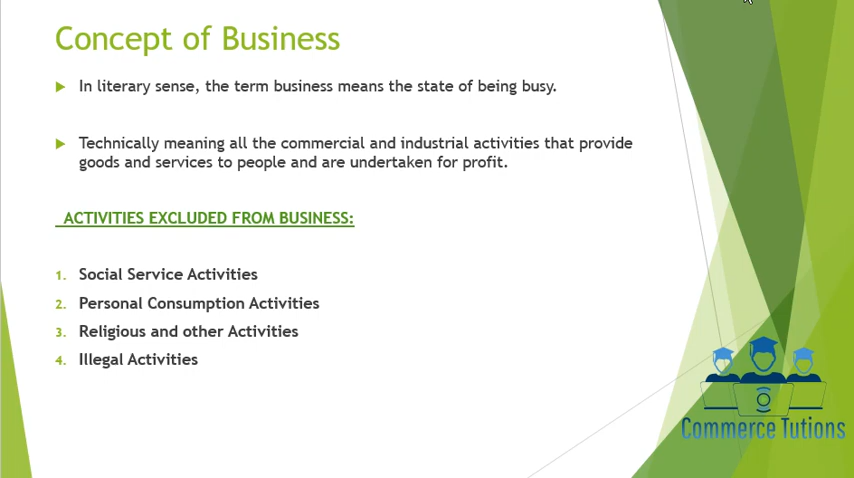 Concept of Business
In literary sense, the term business means the state of being busy.
Technically meaning all the commercial and industrial activities that provide
goods and services to people and are undertaken for profit.
ACTIVITIES EXCLUDED FROM BUSINESS:
1. Social Service Activities
2. Personal Consumption Activities
3. Religious and other Activities
4. Illegal Activities
Commerce Tutions